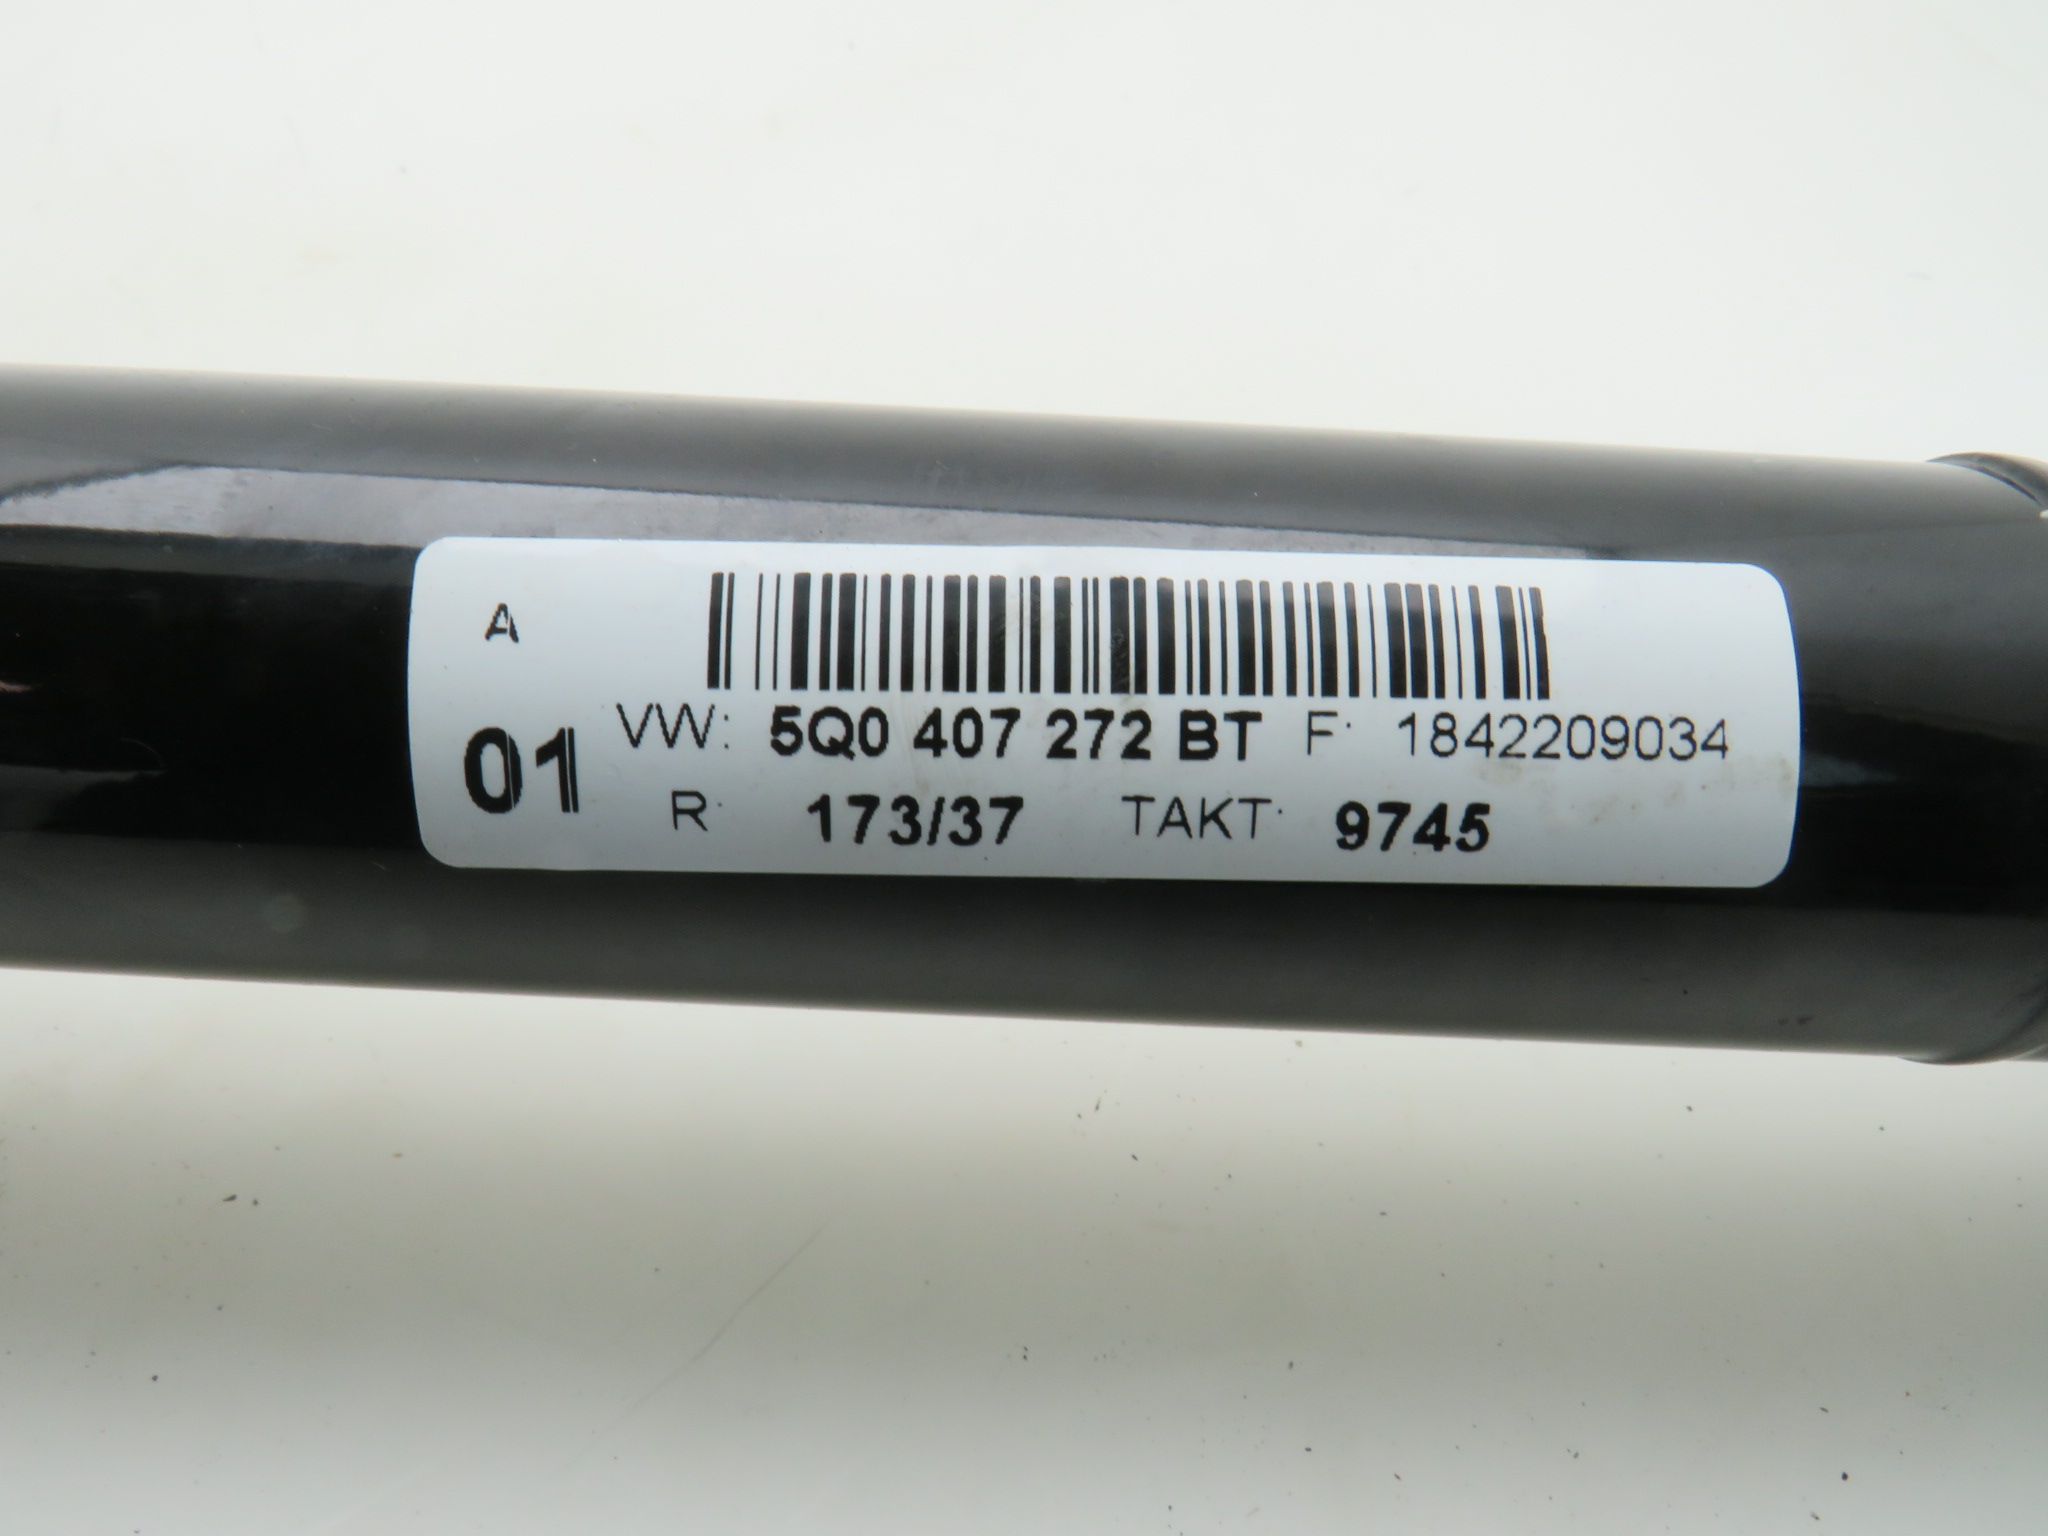 A
01
VW: 5Q0 407 272 BT F: 1842209034
R: 173/37 TAKT: 9745